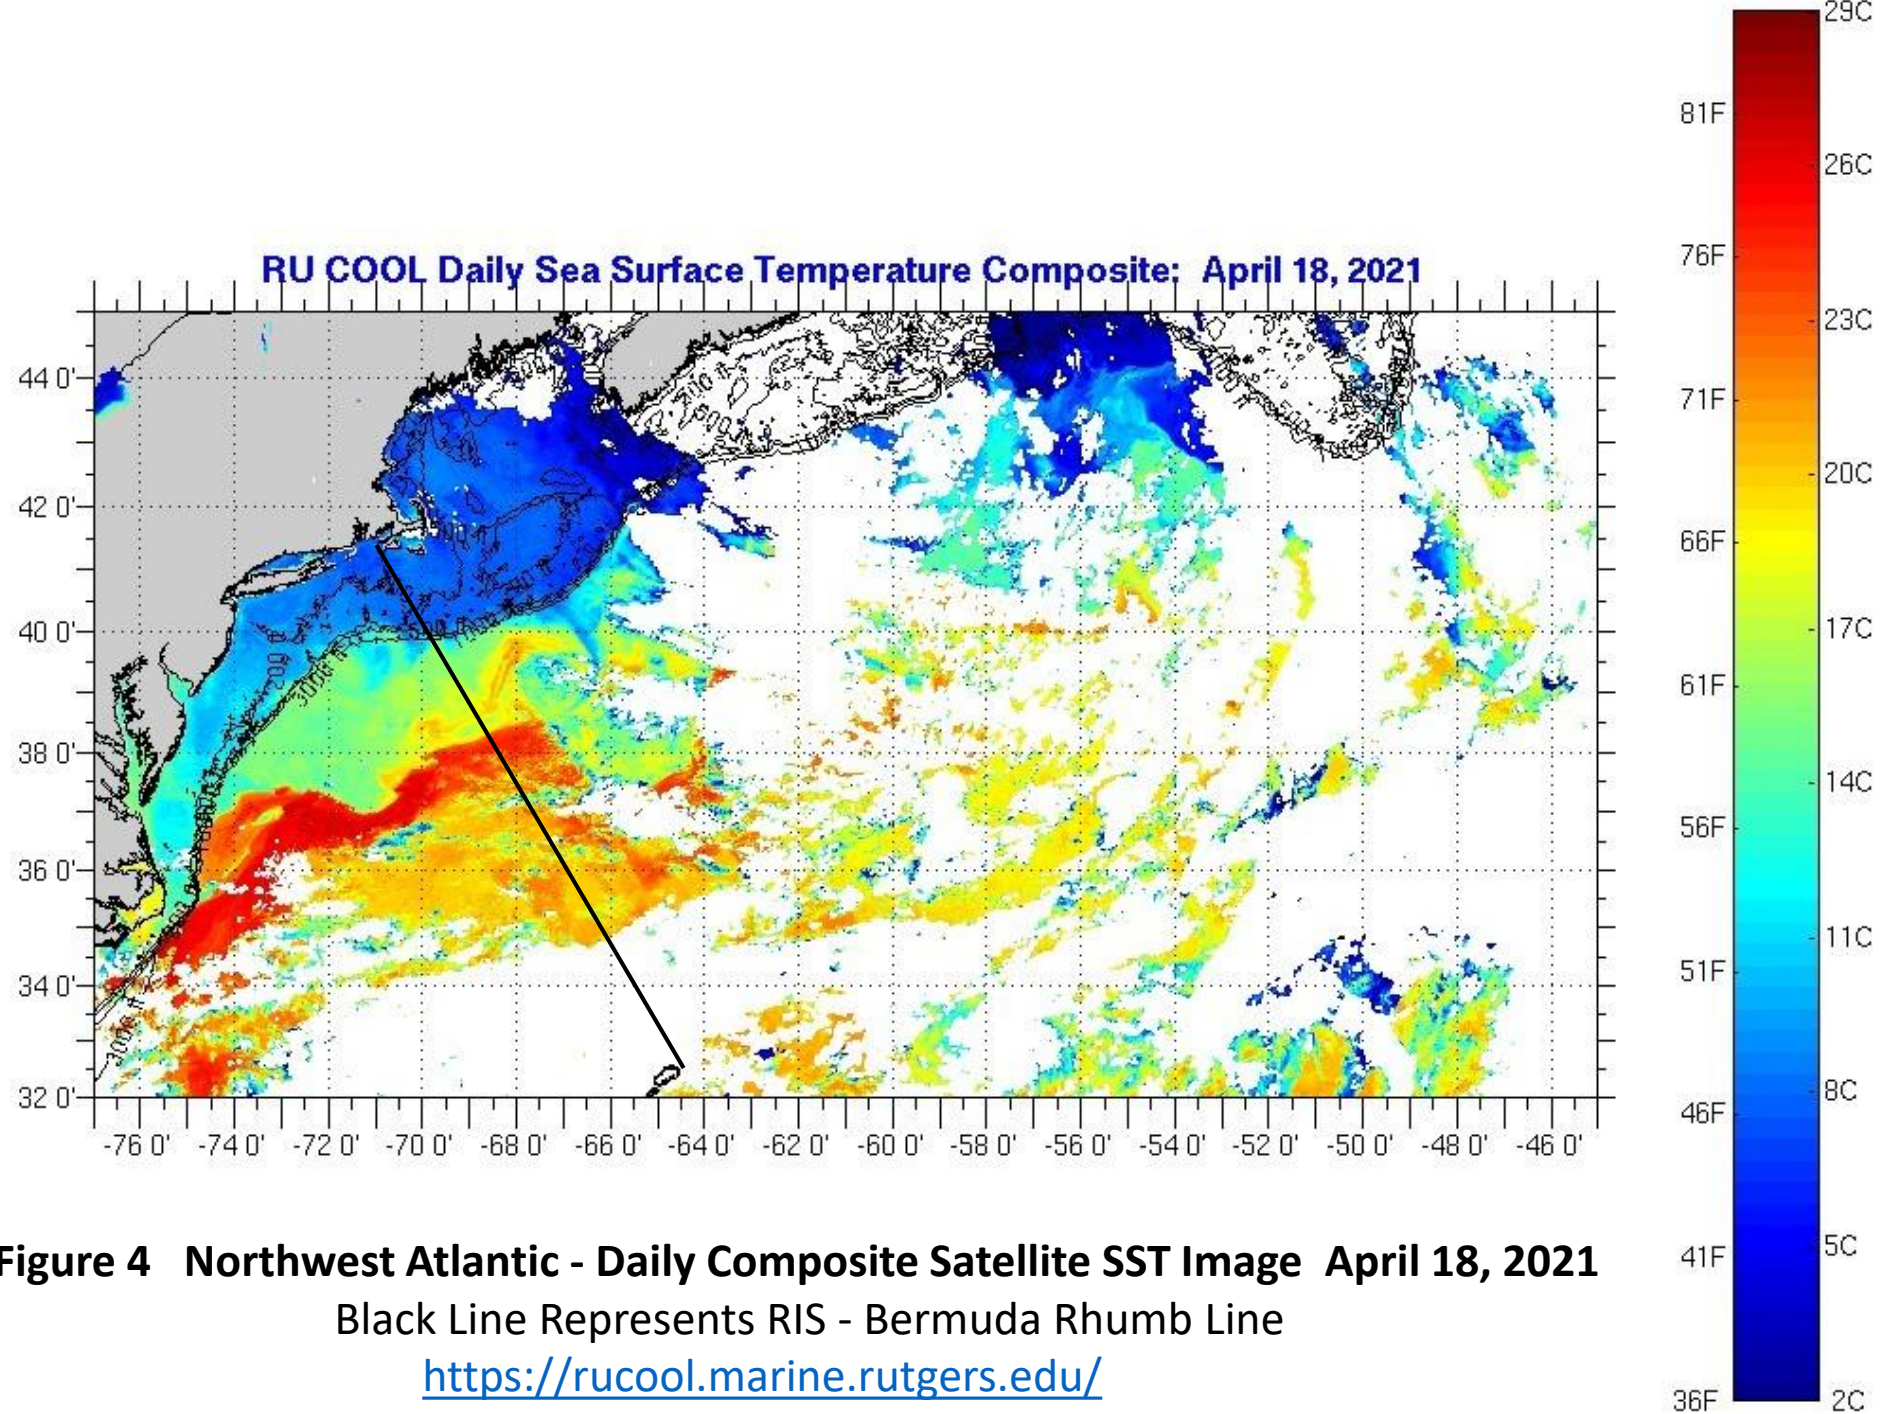 RU COOL Daily Sea Surface Temperature Composite: April 18, 2021
29C
81F
26C
76F
23C
71F
20C
66F
17C
61F
14C
56F
11C
51F
8C
46F
5C
41F
36F 2C
44 0'
42 0'
40 0'
38 0'
36 0'
34 0'
32 0'
-76 0' -74 0' -72 0' -70 0' -68 0' -66 0' -64 0' -62 0' -60 0' -58 0' -56 0' -54 0' -52 0' -50 0' -48 0' -46 0'
Figure 4 Northwest Atlantic - Daily Composite Satellite SST Image April 18, 2021
Black Line Represents RIS - Bermuda Rhumb Line
https://rucool.marine.rutgers.edu/